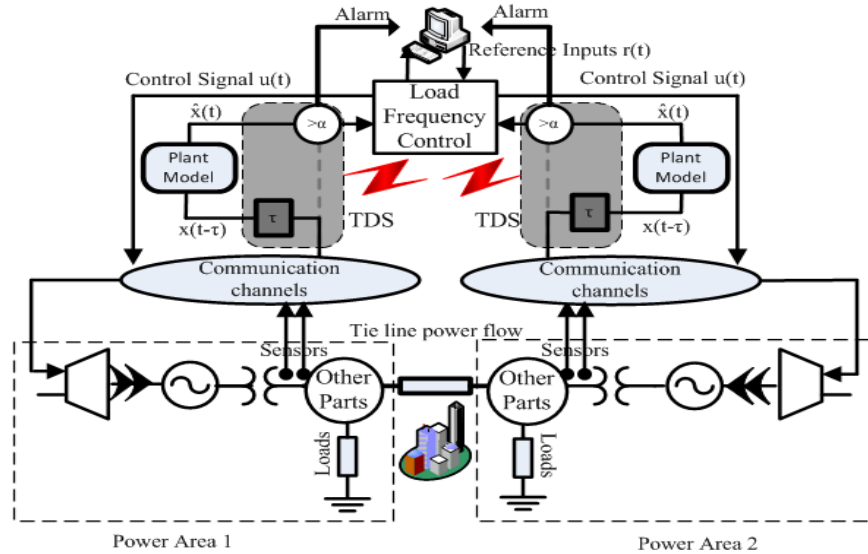 Alarm
Alarm
Reference Inputs r(t)
Control Signal u(t)
Control Signal u(t)
x̂(t)
>α
Load
Frequency
Control
>α
x̂(t)
Plant
Model
Plant
Model
τ
τ
x(t-τ)
TDS
TDS
x(t-τ)
Communication
channels
Communication
channels
Tie line power flow
Sensors
Sensors
Other
Parts
Other
Parts
Loads
Loads
Power Area 1
Power Area 2